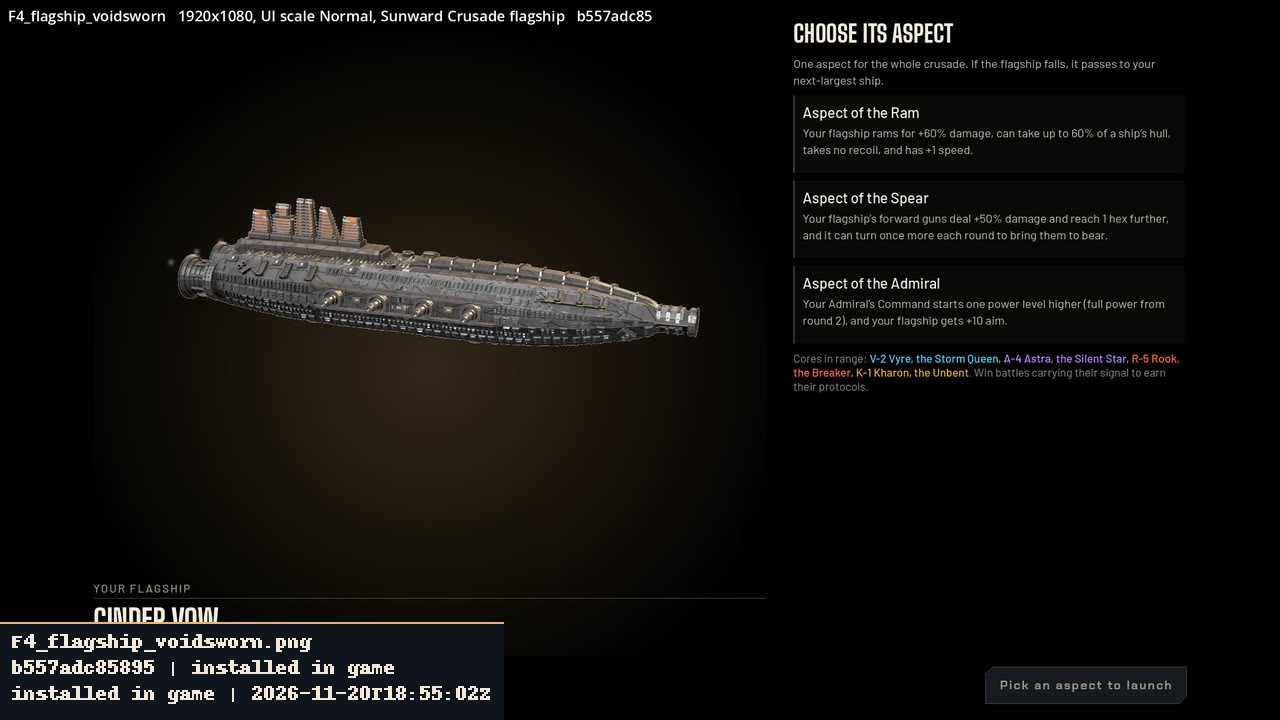 F4_flagship_voidsworn 1920x1080, UI scale Normal, Sunward Crusade flagship b557adc85
CHOOSE ITS ASPECT
One aspect for the whole crusade. If the flagship falls, it passes to your
next-largest ship.
Aspect of the Ram
Your flagship rams for +60% damage, can take up to 60% of a ship's hull,
takes no recoil, and has +1 speed.
Aspect of the Spear
Your flagship's forward guns deal +50% damage and reach 1 hex further,
and it can turn once more each round to bring them to bear.
Aspect of the Admiral
Your Admiral's Command starts one power level higher (full power from
round 2), and your flagship gets +10 aim.
Cores in range: V-2 Vyre, the Storm Queen, A-4 Astra, the Silent Star, R-5 Rook,
the Breaker, K-1 Kharon, the Unbent. Win battles carrying their signal to earn
their protocols.
YOUR FLAGSHIP
CINDER VOW
F4_flagship_voidsworn.png
b557adc85895 | installed in game
installed in game | 2026-11-20T18:55:02Z
Pick an aspect to launch